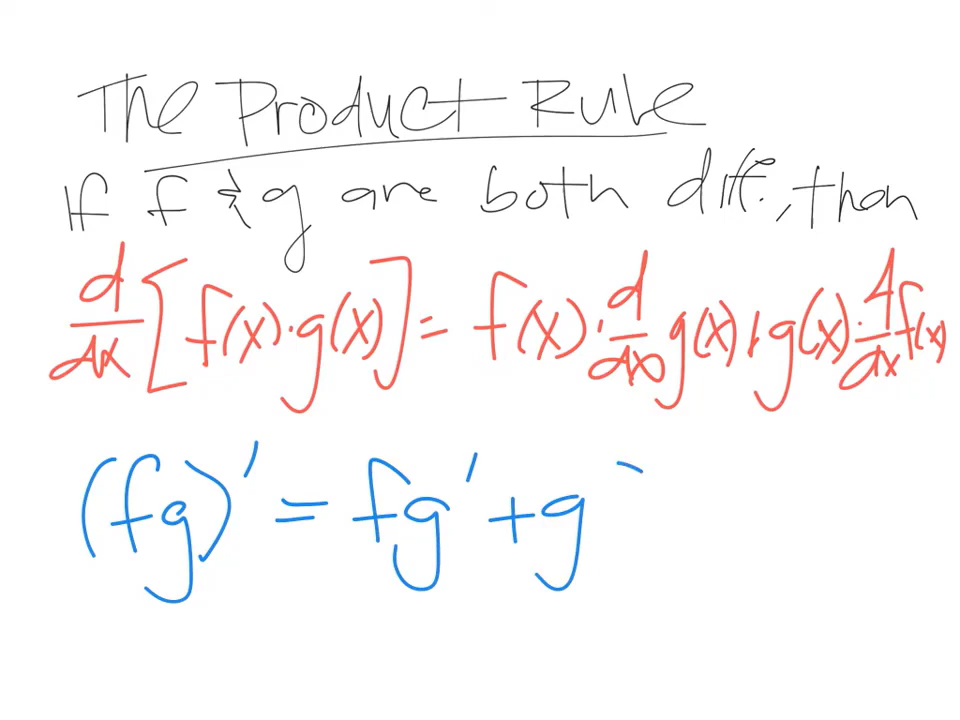 The Product Rule
If f & g are both diff., then
d/dx [f(x)·g(x)] = f(x)·d/dx g(x) + g(x)·d/dx f(x)
(fg)' = fg' + g